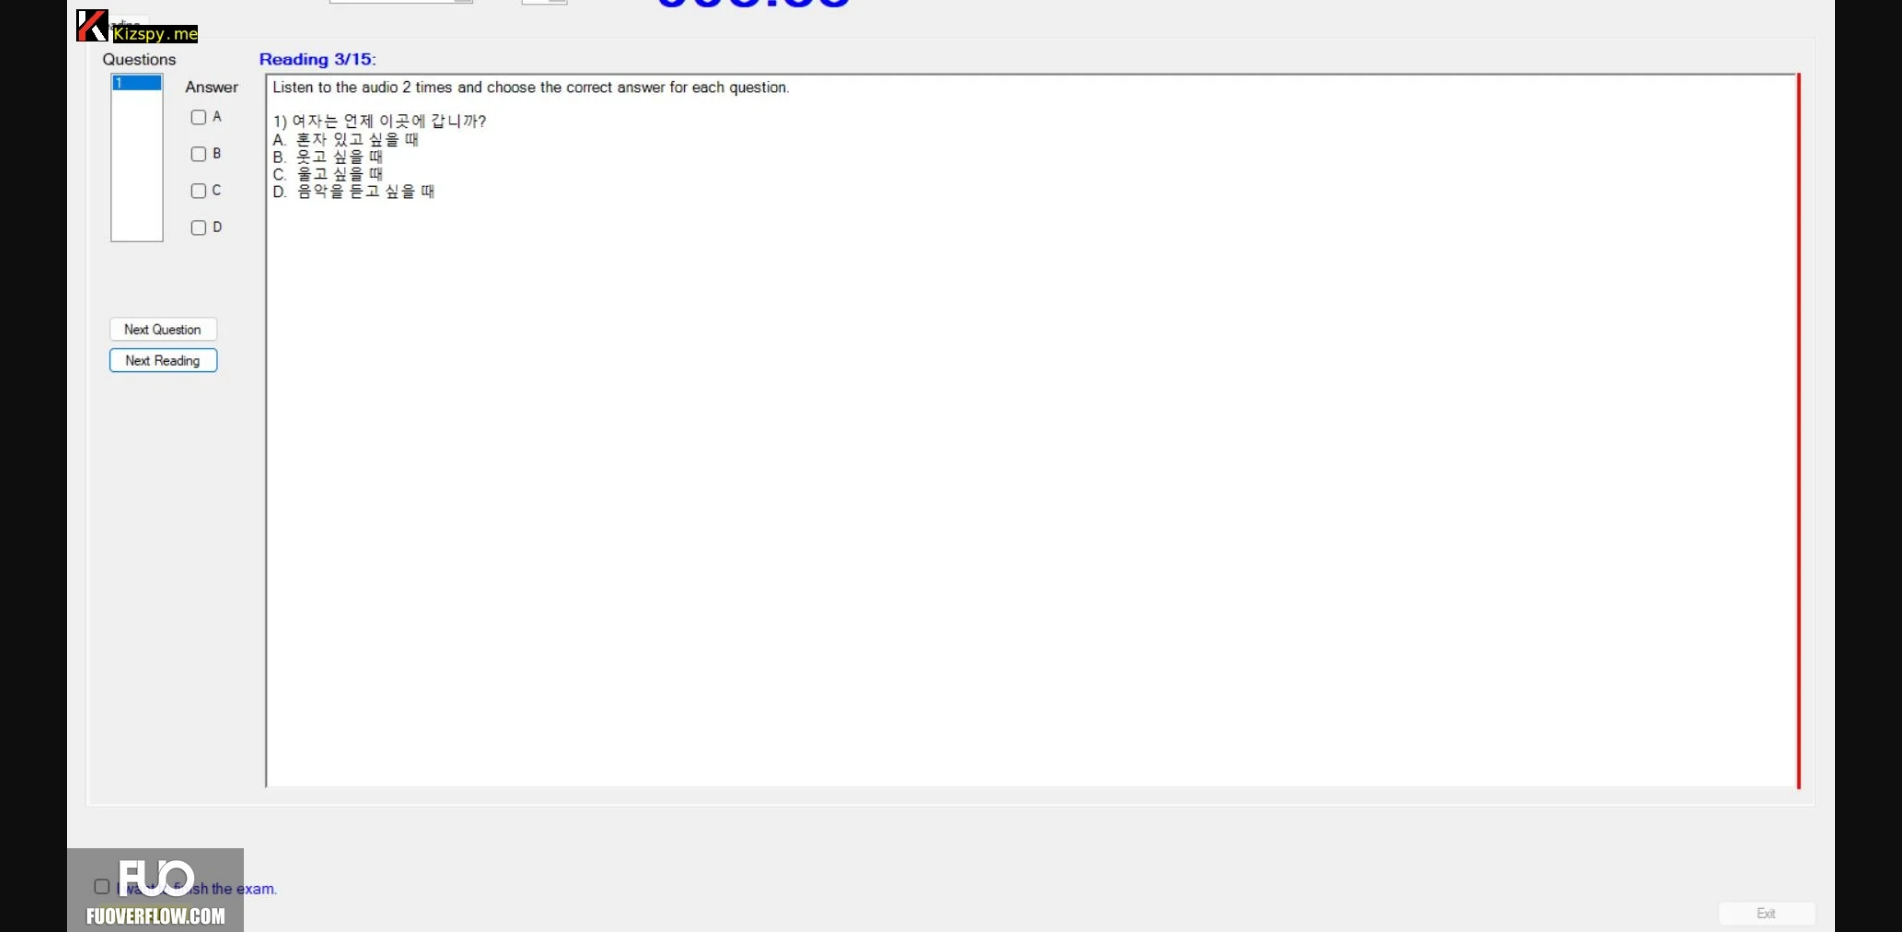 Kizspy.me
Questions
Reading 3/15:
1
Answer
Listen to the audio 2 times and choose the correct answer for each question.
A
B
C
D
1) 여자는 언제 이곳에 갑니까?
A. 혼자 있고 싶을 때
B. 웃고 싶을 때
C. 울고 싶을 때
D. 음악을 듣고 싶을 때
Next Question
Next Reading
FUO
finish the exam.
FUOVERFLOW.COM
Exit